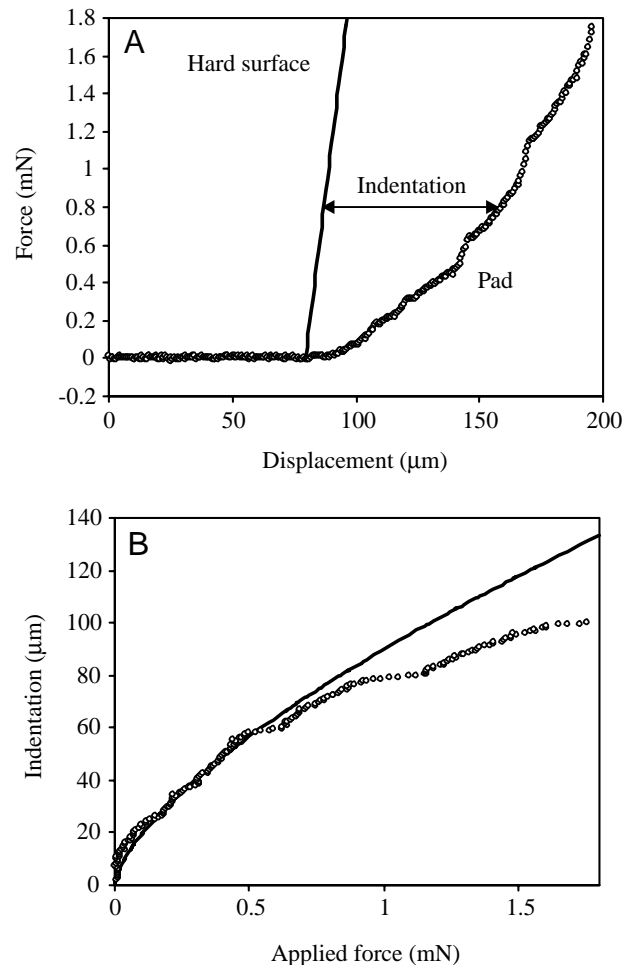 A
1.8
1.6
1.4
1.2
1
0.8
0.6
0.4
0.2
0
-0.2
Force (mN)
Hard surface
Indentation
Pad
0 50 100 150 200
Displacement (μm)
B
140
120
100
80
60
40
20
0
Indentation (μm)
0 0.5 1 1.5
Applied force (mN)